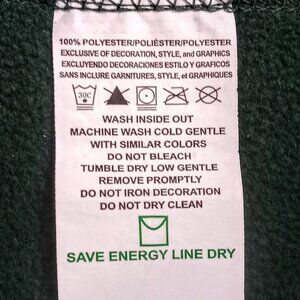 100% POLYESTER/POLIÉSTER/POLYESTER
EXCLUSIVE OF DECORATION, STYLE, and GRAPHICS
EXCLUYENDO DECORACIONES ESTILO Y GRAFICOS
SANS INCLURE GARNITURES, STYLE, et GRAPHIQUES
30C
WASH INSIDE OUT
MACHINE WASH COLD GENTLE
WITH SIMILAR COLORS
DO NOT BLEACH
TUMBLE DRY LOW GENTLE
REMOVE PROMPTLY
DO NOT IRON DECORATION
DO NOT DRY CLEAN
SAVE ENERGY LINE DRY